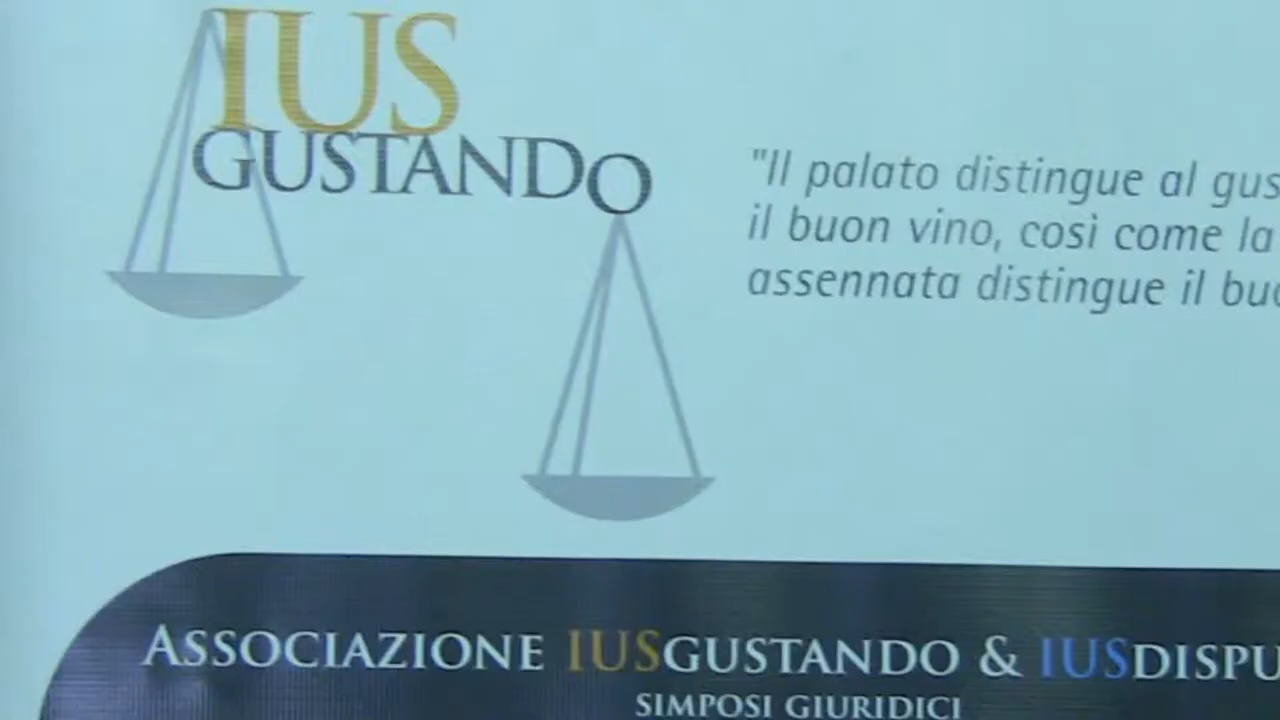 IUS
GUSTANDO
"Il palato distingue al gus
il buon vino, così come la
assennata distingue il buo
ASSOCIAZIONE IUSGUSTANDO & IUSDISPU
SIMPOSI GIURIDICI